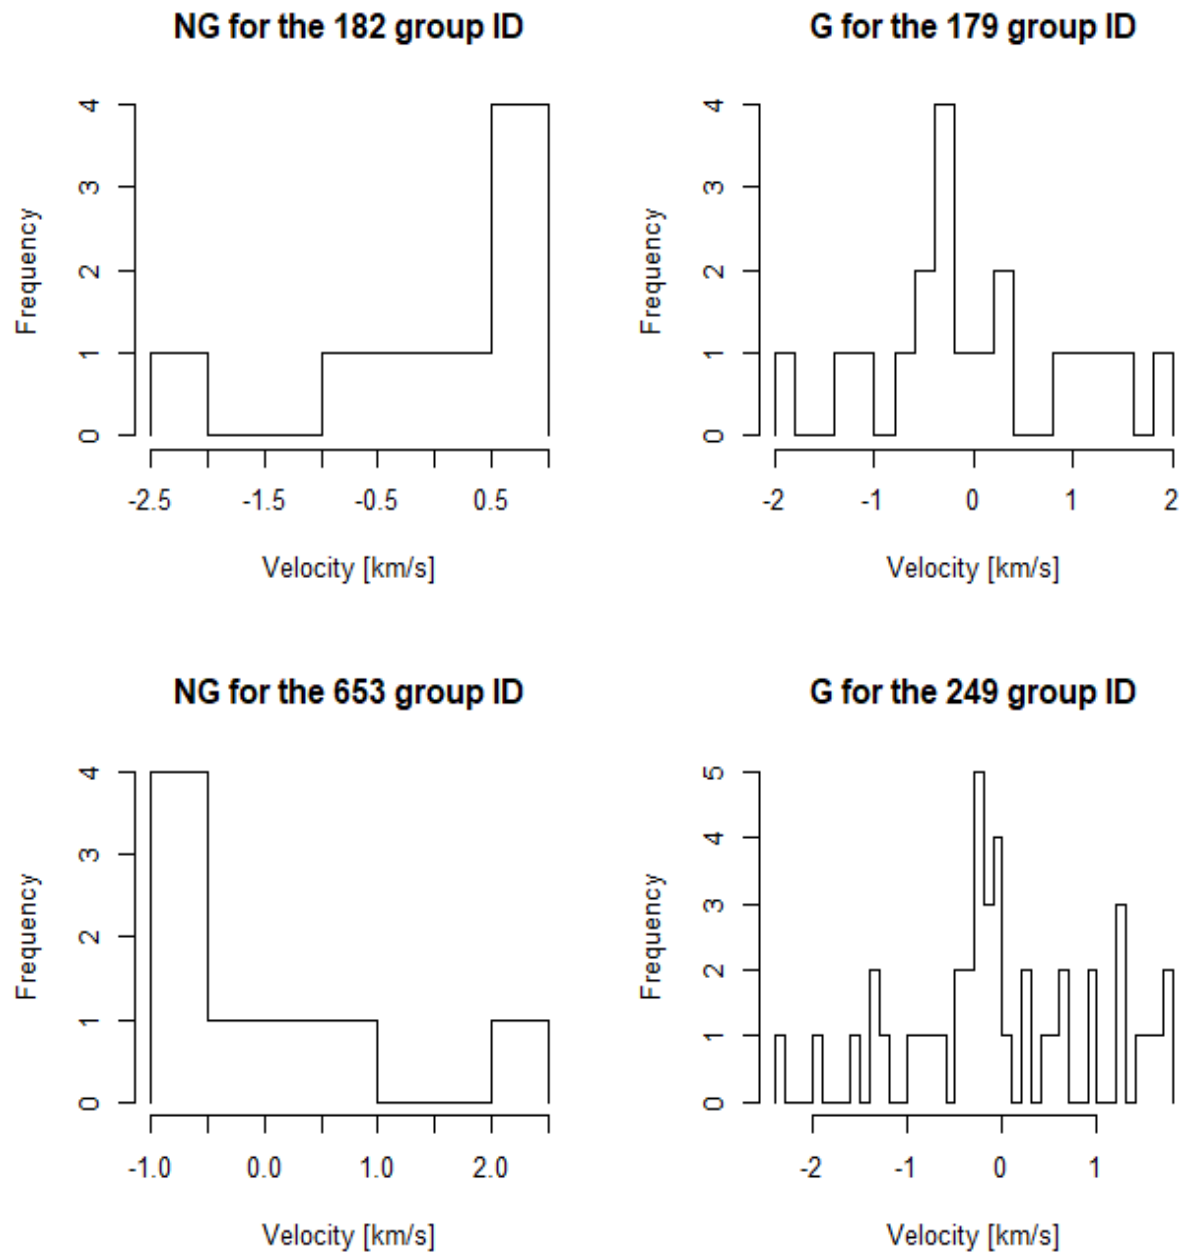 NG for the 182 group ID
Frequency
0 1 2 3 4
-2.5 -1.5 -0.5 0.5
Velocity [km/s]
G for the 179 group ID
Frequency
0 1 2 3 4
-2 -1 0 1 2
Velocity [km/s]
NG for the 653 group ID
Frequency
0 1 2 3 4
-1.0 0.0 1.0 2.0
Velocity [km/s]
G for the 249 group ID
Frequency
0 1 2 3 4 5
-2 -1 0 1
Velocity [km/s]